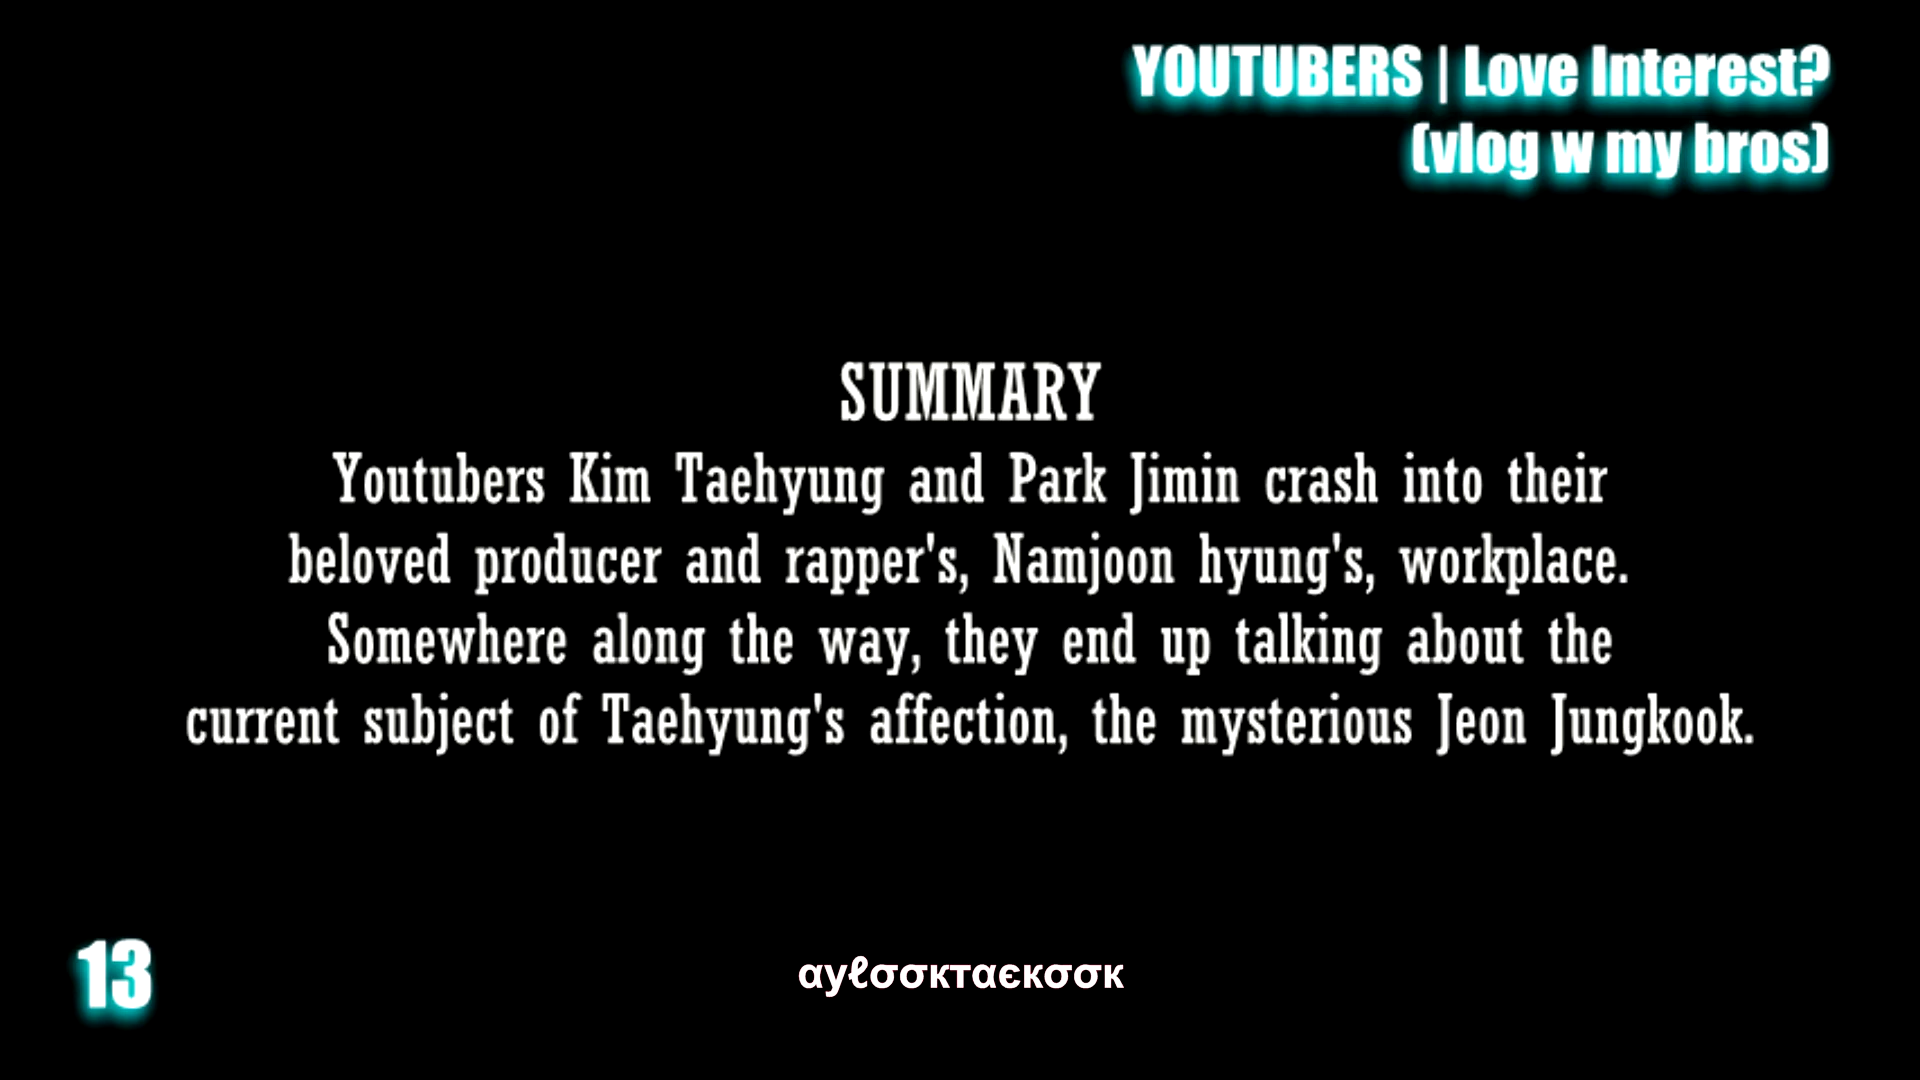 YOUTUBERS | Love Interest?
(vlog w my bros)
SUMMARY
Youtubers Kim Taehyung and Park Jimin crash into their
beloved producer and rapper's, Namjoon hyung's, workplace.
Somewhere along the way, they end up talking about the
current subject of Taehyung's affection, the mysterious Jeon Jungkook.
13
αуℓσσктαєкσσк